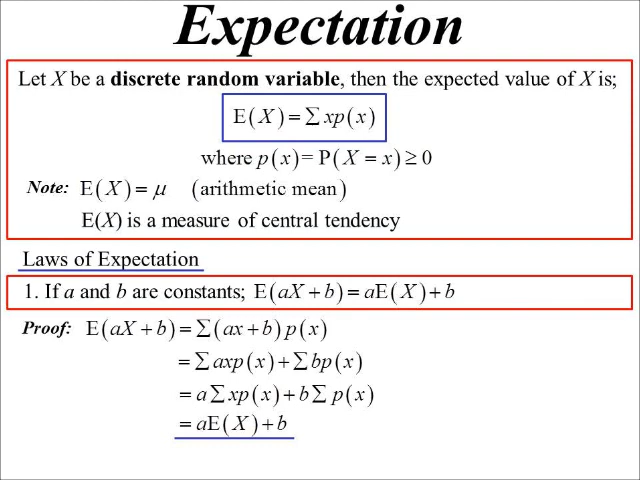 Expectation
Let X be a discrete random variable, then the expected value of X is;
E(X) = ∑ xp(x)
where p(x) = P(X = x) ≥ 0
Note: E(X) = μ (arithmetic mean)
E(X) is a measure of central tendency
Laws of Expectation
1. If a and b are constants; E(aX + b) = aE(X) + b
Proof: E(aX + b) = ∑(ax + b)p(x)
= ∑ axp(x) + ∑ bp(x)
= a∑ xp(x) + b∑ p(x)
= aE(X) + b